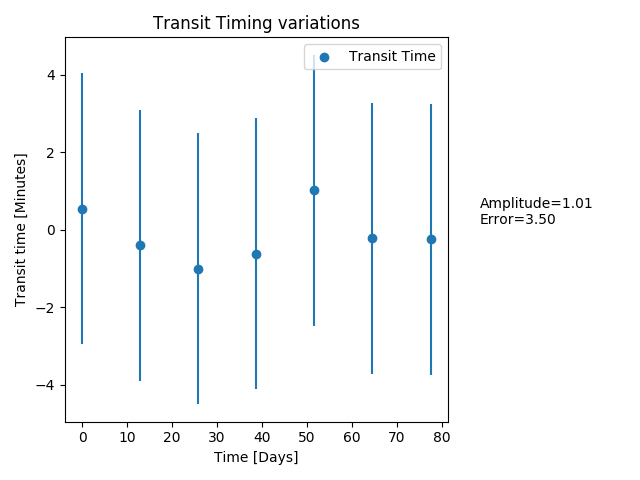 Transit Timing variations
Transit Time
Transit time [Minutes]
4
2
0
−2
−4
0 10 20 30 40 50 60 70 80
Time [Days]
Amplitude=1.01
Error=3.50